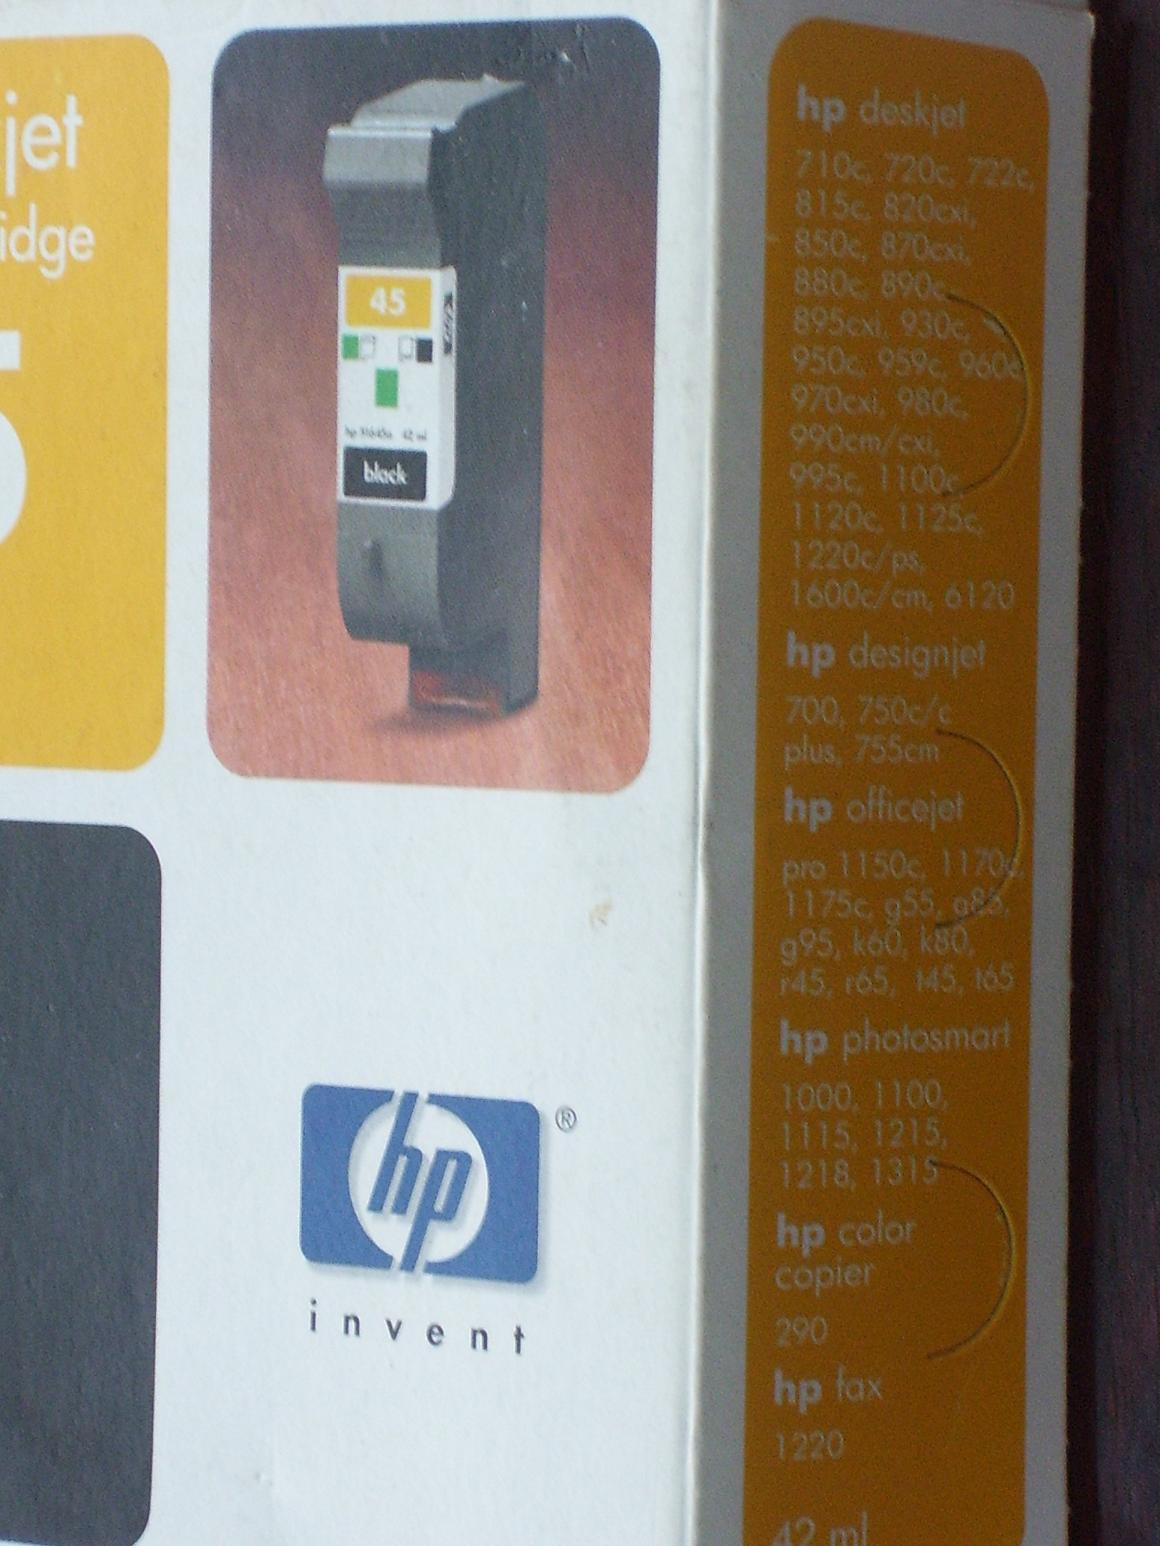 jet
idge
5
45
black
hp
®
invent
hp deskjet
710c, 720c, 722c,
815c, 820cxi,
850c, 870cxi,
880c, 890c,
895cxi, 930c,
950c, 959c, 960c
970cxi, 980c,
990cm/cxi,
995c, 1100c,
1120c, 1125c,
1220c/ps,
1600c/cm, 6120
hp designjet
700, 750c/c
plus, 755cm
hp officejet
pro 1150c, 1170c,
1175c, g55, g85,
g95, k60, k80,
r45, r65, t45, t65
hp photosmart
1000, 1100,
1115, 1215,
1218, 1315
hp color
copier
290
hp fax
1220
42 ml